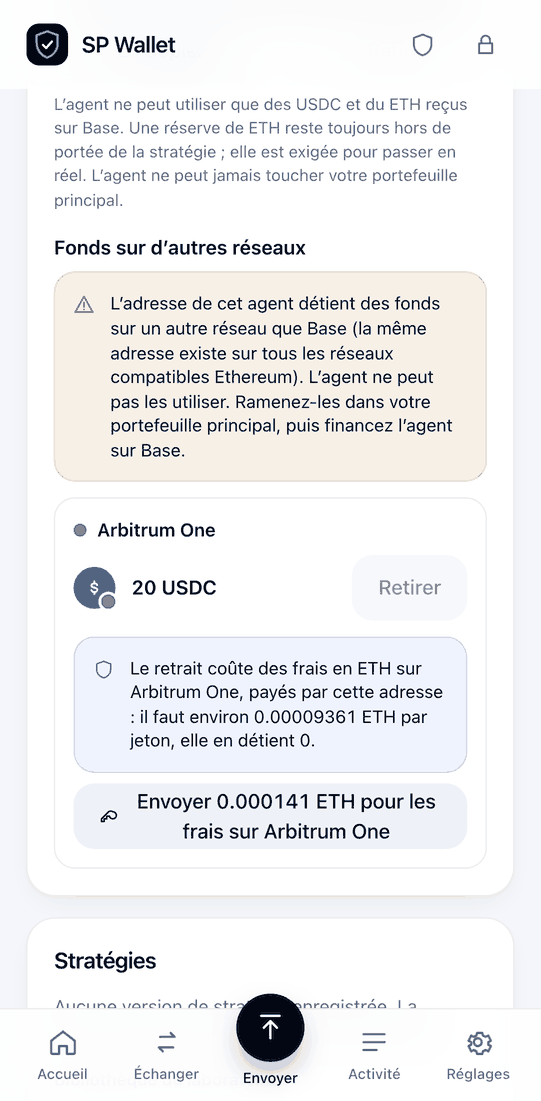 SP Wallet
L’agent ne peut utiliser que des USDC et du ETH reçus
sur Base. Une réserve de ETH reste toujours hors de
portée de la stratégie ; elle est exigée pour passer en
réel. L’agent ne peut jamais toucher votre portefeuille
principal.
Fonds sur d’autres réseaux
L’adresse de cet agent détient des fonds
sur un autre réseau que Base (la même
adresse existe sur tous les réseaux
compatibles Ethereum). L’agent ne peut
pas les utiliser. Ramenez-les dans votre
portefeuille principal, puis financez l’agent
sur Base.
Arbitrum One
$
20 USDC
Retirer
Le retrait coûte des frais en ETH sur
Arbitrum One, payés par cette adresse
: il faut environ 0.00009361 ETH par
jeton, elle en détient 0.
Envoyer 0.000141 ETH pour les
frais sur Arbitrum One
Stratégies
Aucune version de enregistrée. La
Accueil
Échanger
Envoyer
Activité
Réglages